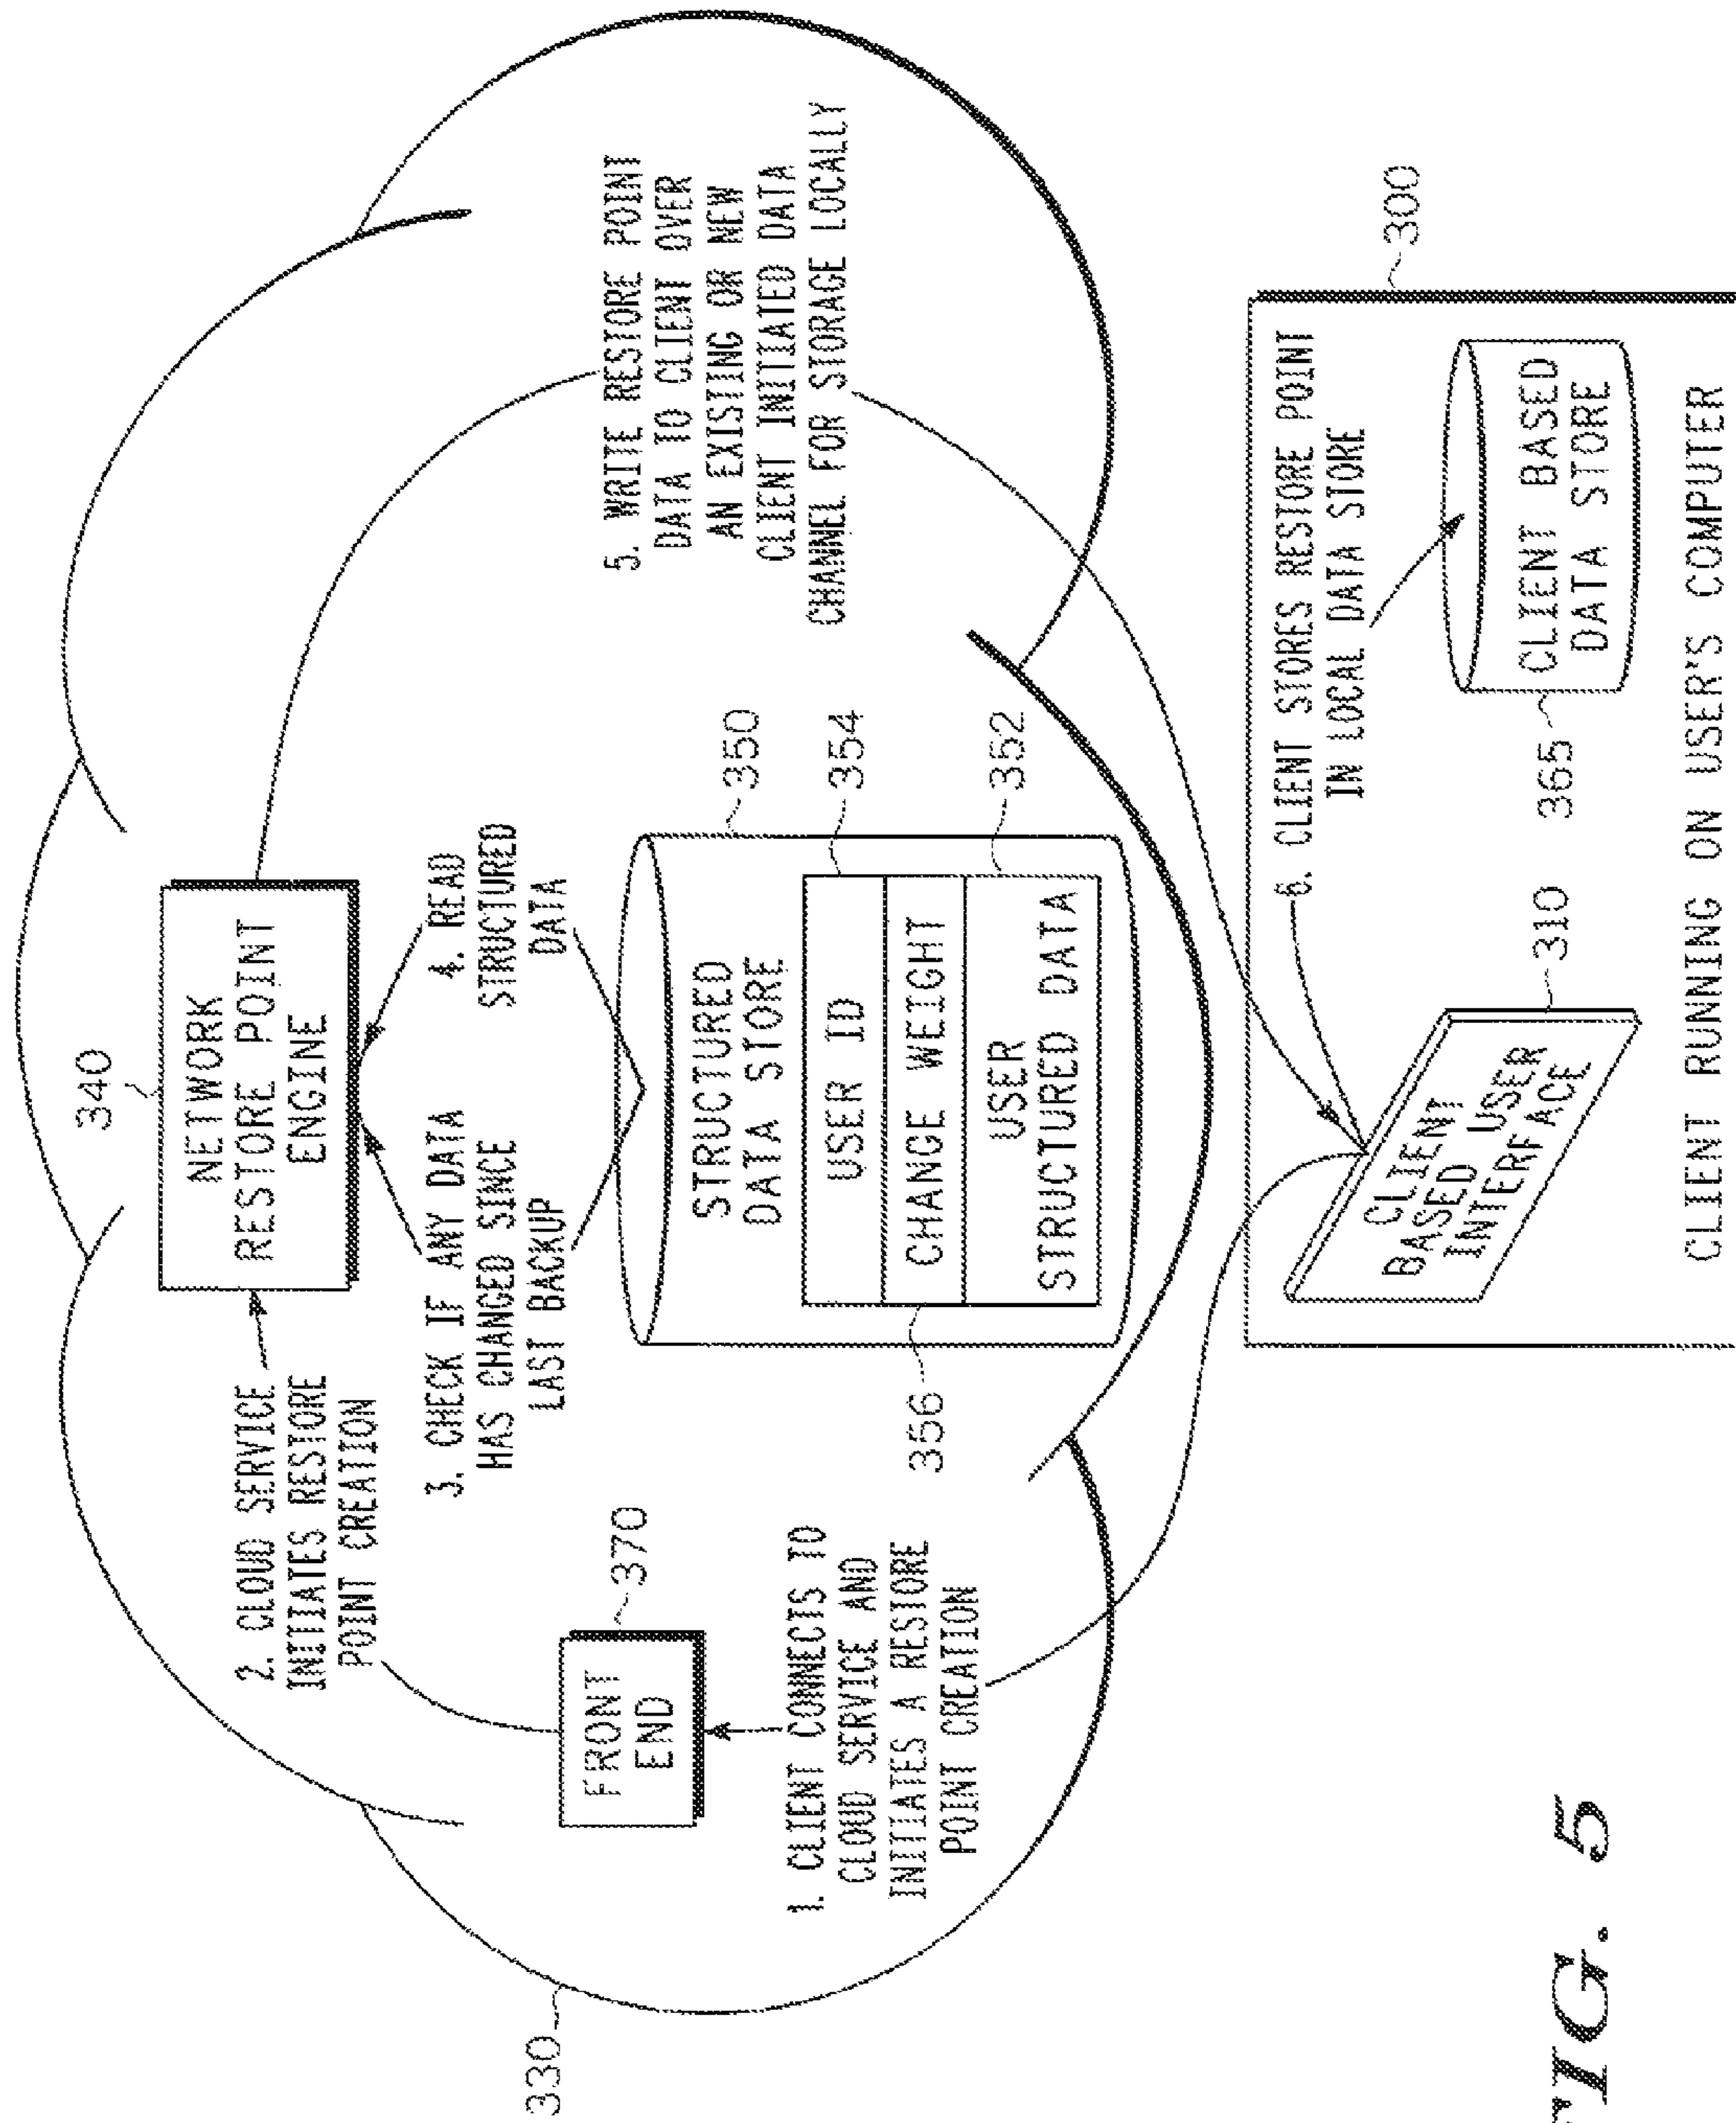 340
NETWORK
RESTORE POINT
ENGINE
2. CLOUD SERVICE
INITIATES RESTORE
POINT CREATION
3. CHECK IF ANY DATA
HAS CHANGED SINCE
LAST BACKUP
4. READ
STRUCTURED
DATA
5. WRITE RESTORE POINT
DATA TO CLIENT OVER
AN EXISTING OR NEW
CLIENT INITIATED DATA
CHANNEL FOR STORAGE LOCALLY
330
FRONT
END
370
1. CLIENT CONNECTS TO
CLOUD SERVICE AND
INITIATES A RESTORE
POINT CREATION
STRUCTURED
DATA STORE
350
USER ID
354
CHANGE WEIGHT
356
USER
STRUCTURED DATA
352
300
6. CLIENT STORES RESTORE POINT
IN LOCAL DATA STORE
CLIENT
BASED USER
INTERFACE
310
CLIENT BASED
DATA STORE
365
CLIENT RUNNING ON USER'S COMPUTER
FIG. 5